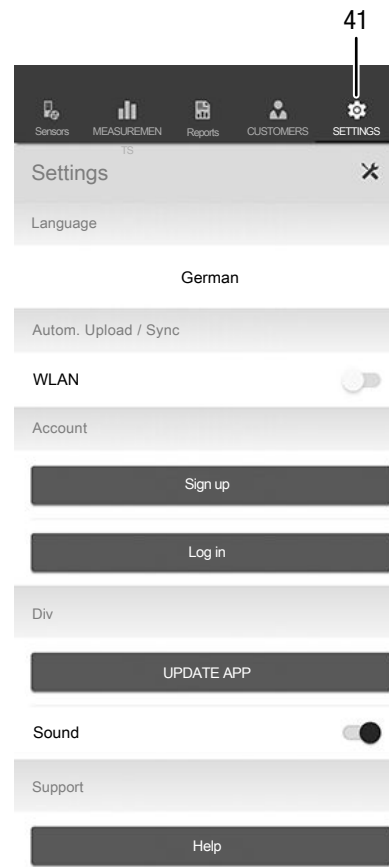 41
Sensors MEASUREMEN Reports CUSTOMERS SETTINGS
TS
Settings
Language
German
Autom. Upload / Sync
WLAN
Account
Sign up
Log in
Div
UPDATE APP
Sound
Support
Help